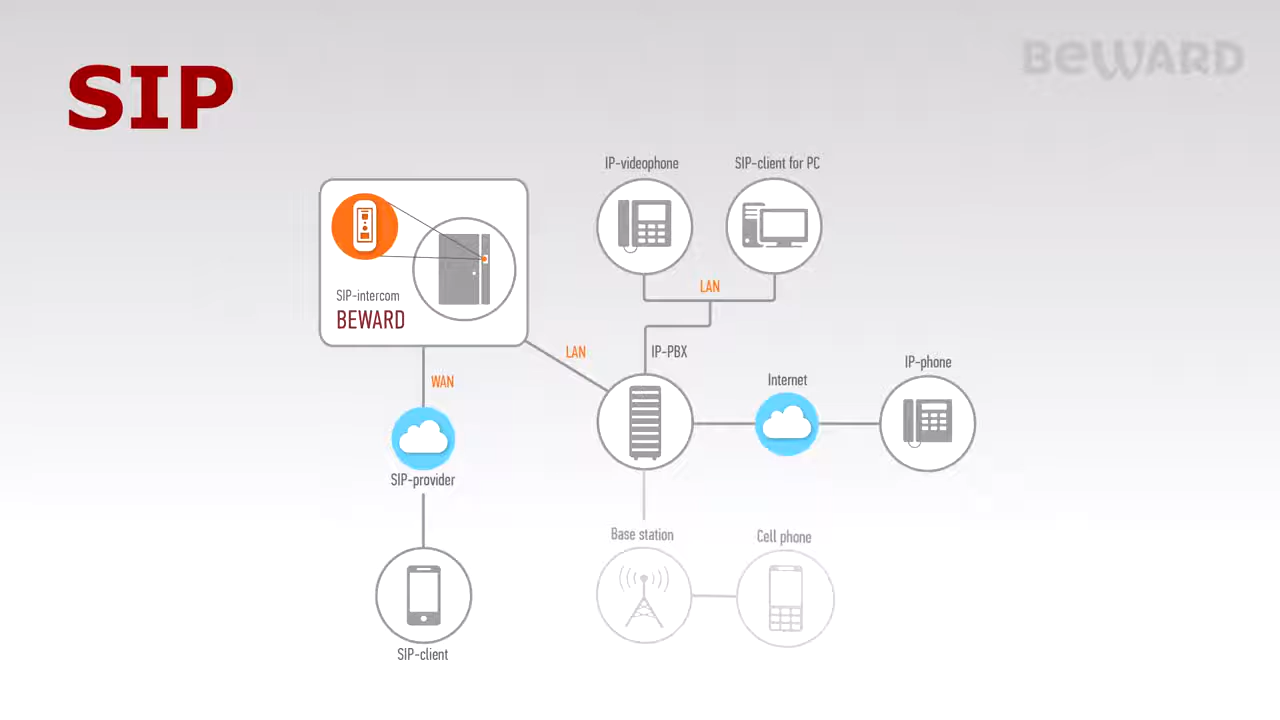 BEWARD
SIP
IP-videophone
SIP-client for PC
LAN
SIP-intercom
BEWARD
LAN
IP-PBX
WAN
Internet
IP-phone
SIP-provider
Base station
Cell phone
SIP-client